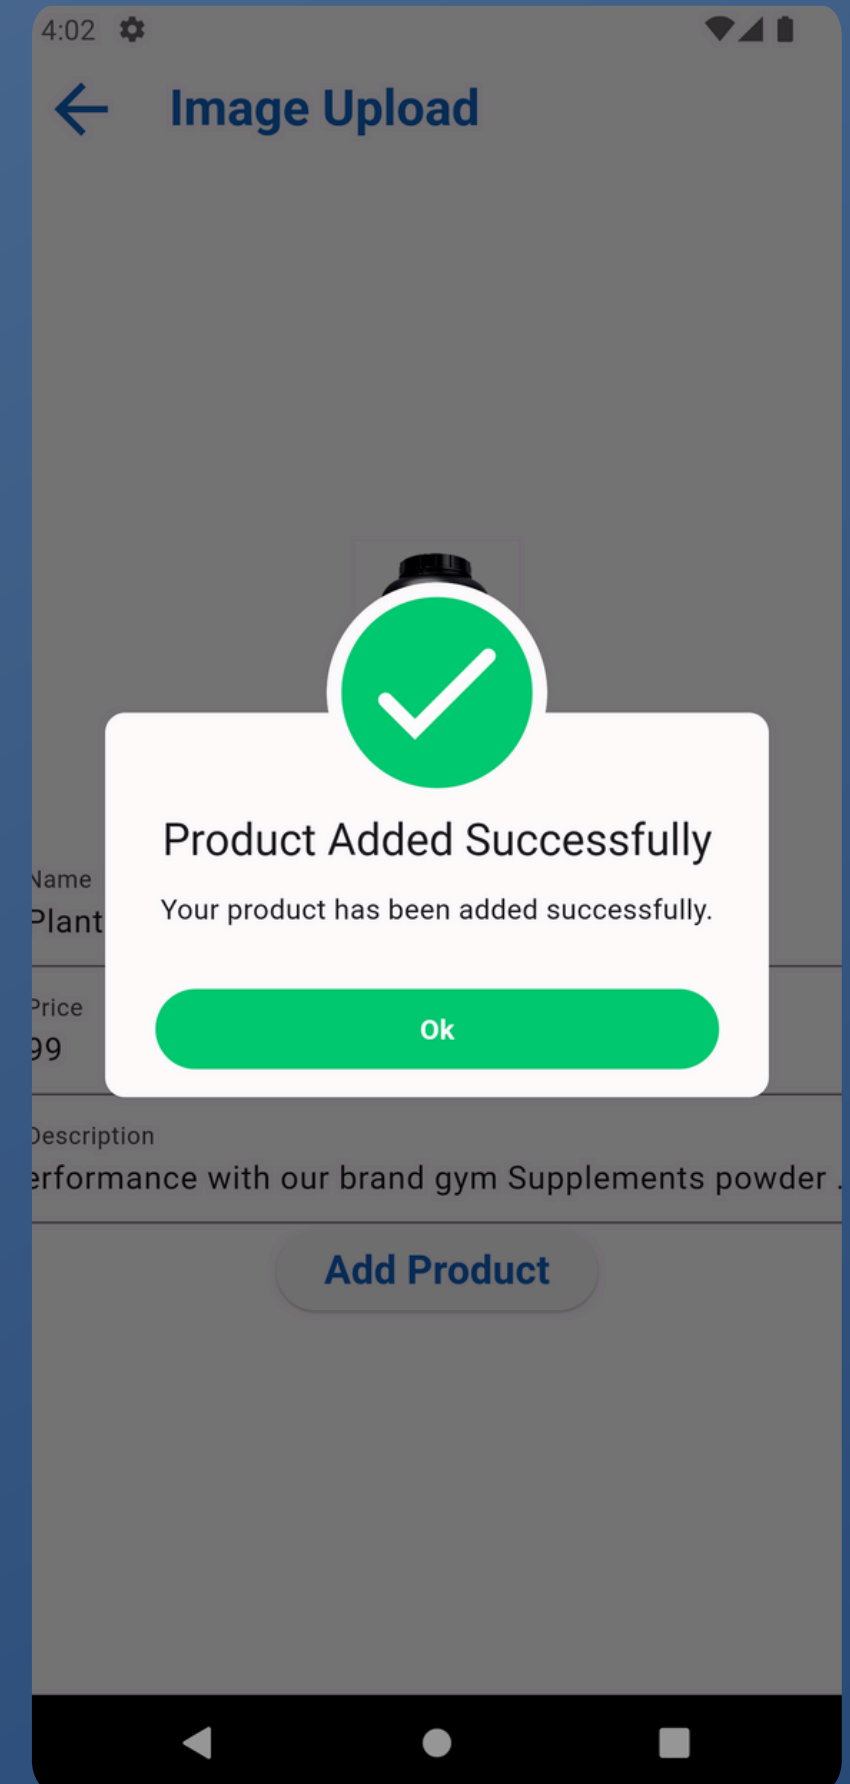 4:02
Image Upload
Product Added Successfully
Your product has been added successfully.
Name
Plant
Ok
Price
99
Description
erformance with our brand gym Supplements powder .
Add Product